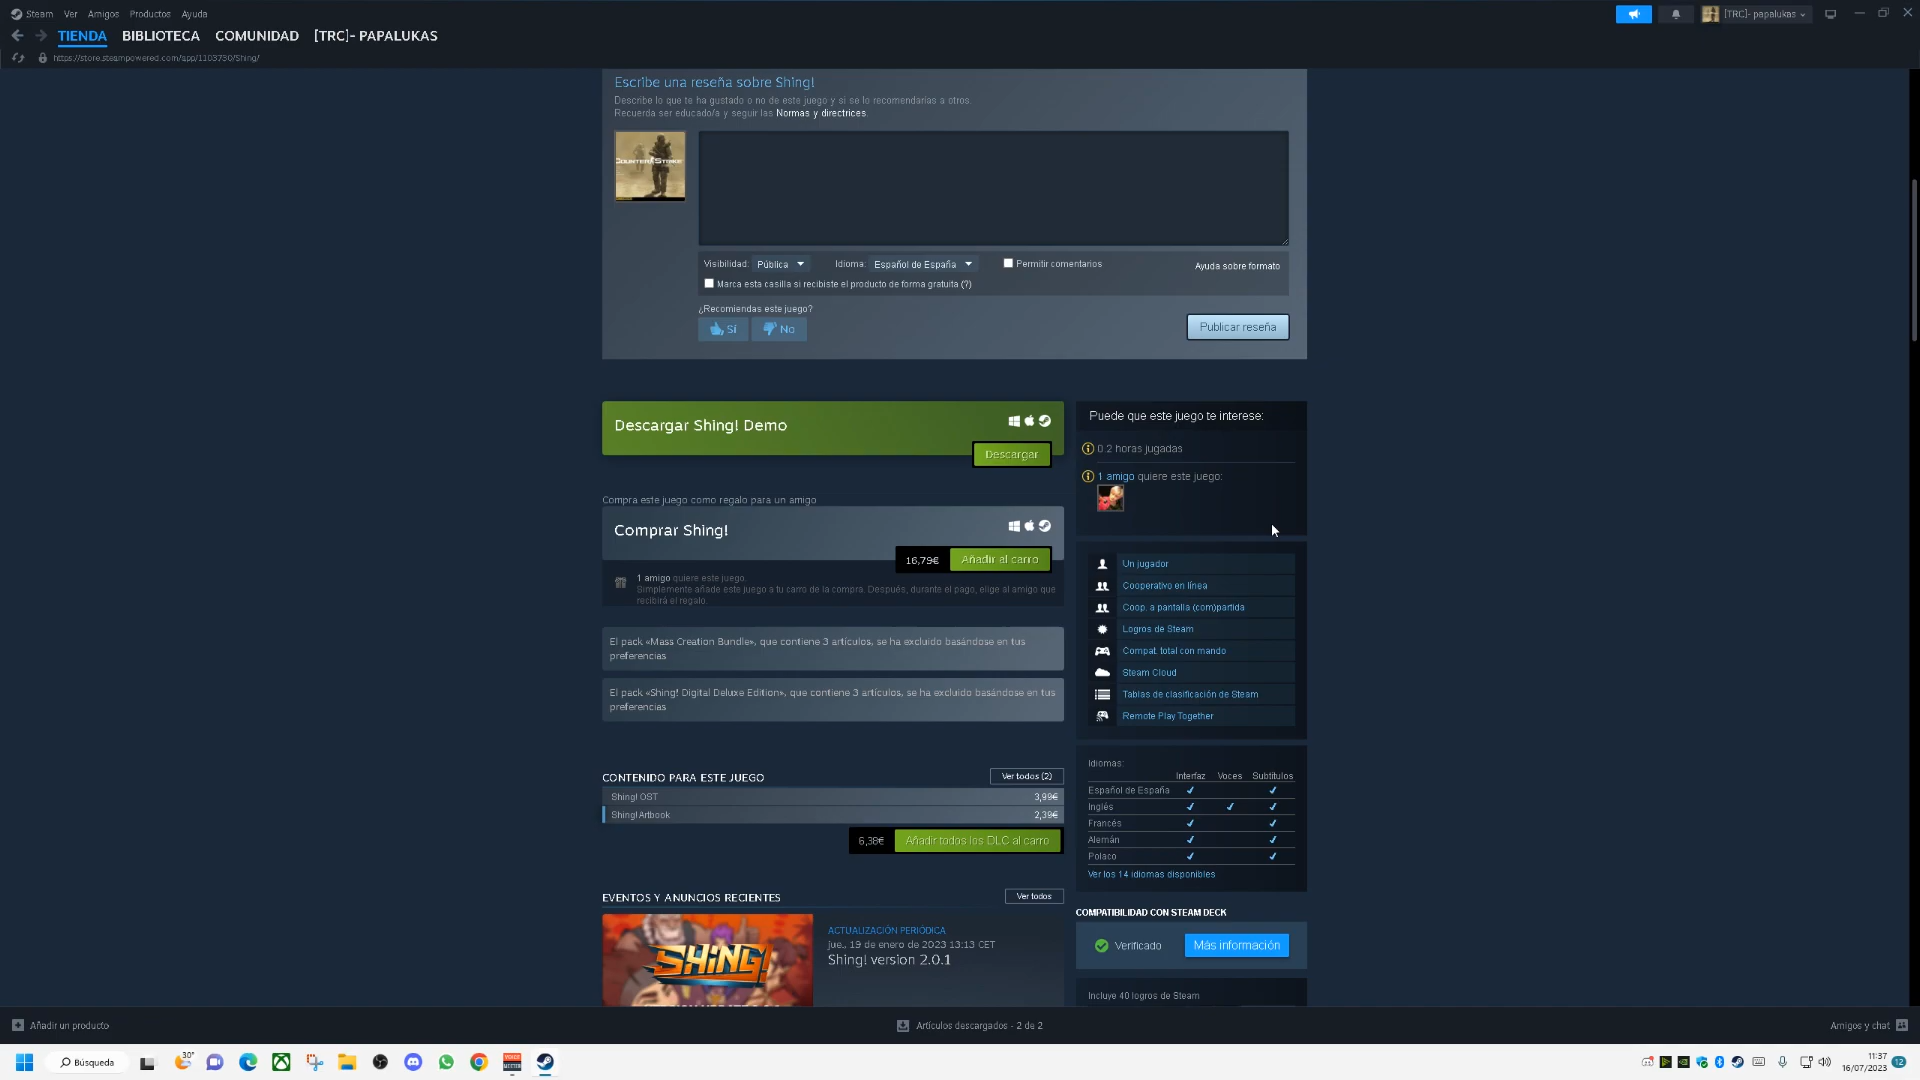 Steam Ver Amigos Productos Ayuda
[TRC]- papalukas
TIENDA BIBLIOTECA COMUNIDAD [TRC]- PAPALUKAS
https://store.steampowered.com/app/1103730/Shing/
Escribe una reseña sobre Shing!
Describe lo que te ha gustado o no de este juego y si se lo recomendarías a otros.
Recuerda ser educado/a y seguir las Normas y directrices.
COUNTER STRIKE
Visibilidad: Pública Idioma: Español de España Permitir comentarios Ayuda sobre formato
Marca esta casilla si recibiste el producto de forma gratuita (?)
¿Recomiendas este juego?
Sí No Publicar reseña
Descargar Shing! Demo
Descargar
Compra este juego como regalo para un amigo
Comprar Shing!
16,79€ Añadir al carro
1 amigo quiere este juego.
Simplemente añade este juego a tu carro de la compra. Después, durante el pago, elige al amigo que
recibirá el regalo.
El pack «Mass Creation Bundle», que contiene 3 artículos, se ha excluido basándose en tus
preferencias
El pack «Shing! Digital Deluxe Edition», que contiene 3 artículos, se ha excluido basándose en tus
preferencias
CONTENIDO PARA ESTE JUEGO Ver todos (2)
Shing! OST 3,99€
Shing! Artbook 2,39€
6,38€ Añadir todos los DLC al carro
EVENTOS Y ANUNCIOS RECIENTES Ver todos
SHING!
ACTUALIZACIÓN PERIÓDICA
jue., 19 de enero de 2023 13:13 CET
Shing! version 2.0.1
Puede que este juego te interese:
0.2 horas jugadas
1 amigo quiere este juego:
Un jugador
Cooperativo en línea
Coop. a pantalla (com)partida
Logros de Steam
Compat. total con mando
Steam Cloud
Tablas de clasificación de Steam
Remote Play Together
Idiomas:
Interfaz Voces Subtítulos
Español de España ✔ ✔
Inglés ✔ ✔ ✔
Francés ✔ ✔
Alemán ✔ ✔
Polaco ✔ ✔
Ver los 14 idiomas disponibles
COMPATIBILIDAD CON STEAM DECK
Verificado Más información
Incluye 40 logros de Steam
Añadir un producto Artículos descargados - 2 de 2 Amigos y chat
Búsqueda 30° 11:37
16/07/2023 12